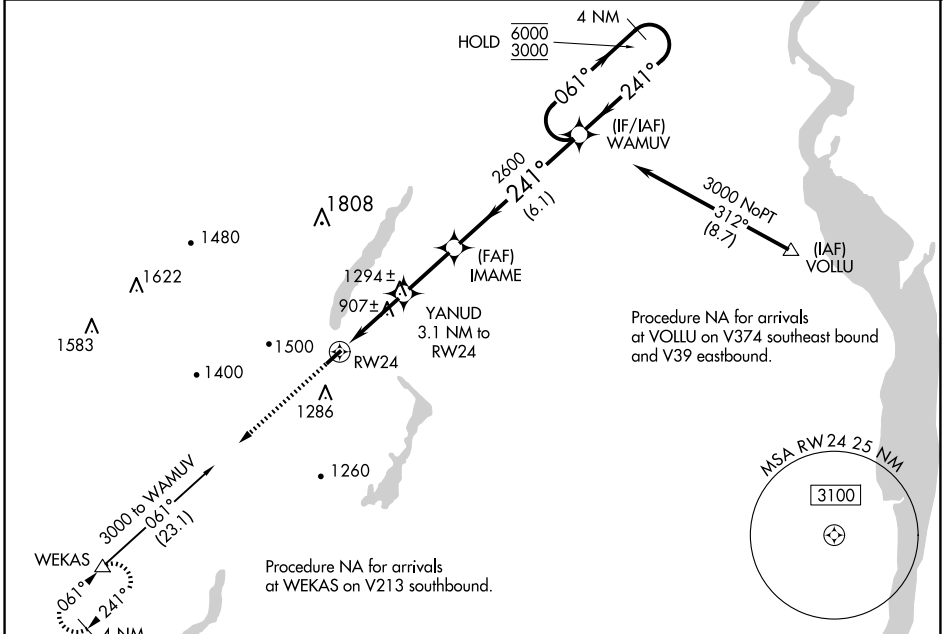 4 NM
HOLD 6000
3000
061°
241°
(IF/IAF)
WAMUV
2600
241°
(6.1)
3000 NoPT
312°
(8.7)
(IAF)
VOLLU
1808
1480
1622
1583
(FAF)
IMAME
1294±
907±
YANUD
3.1 NM to
RW24
1500
RW24
1400
1286
1260
Procedure NA for arrivals
at VOLLU on V374 southeast bound
and V39 eastbound.
MSA RW24 25 NM
3100
3000 to WAMUV
061°
(23.1)
WEKAS
061°
241°
4 NM
Procedure NA for arrivals
at WEKAS on V213 southbound.